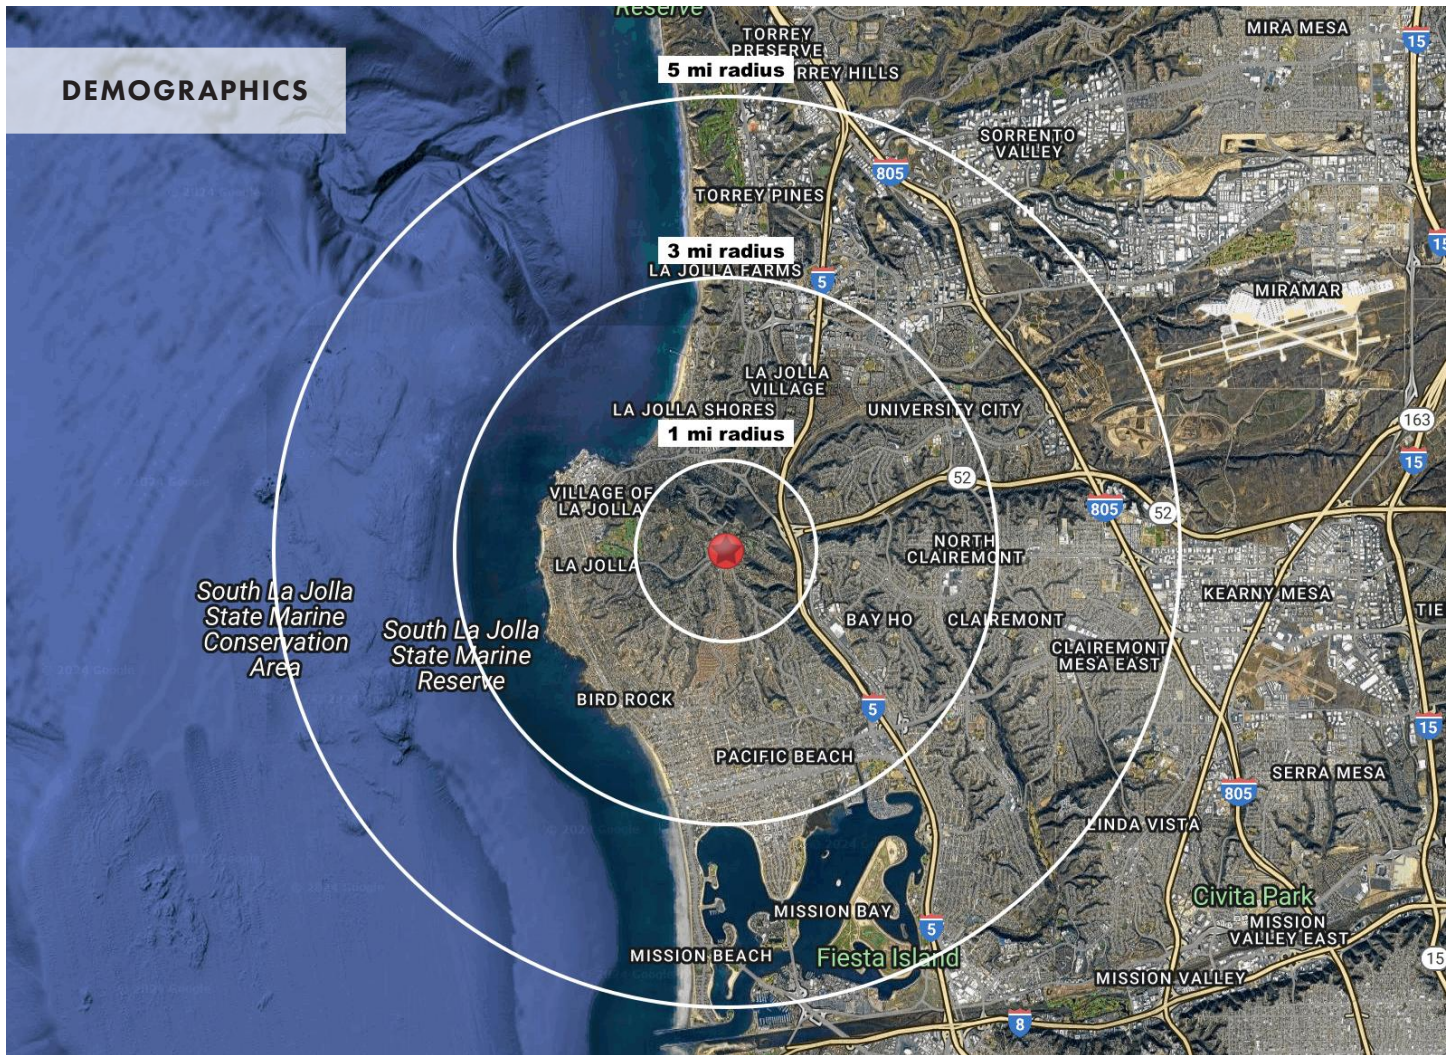 Reserve
TORREY
PRESERVE
MIRA MESA
15
DEMOGRAPHICS
5 mi radius
RREY HILLS
SORRENTO
VALLEY
805
TORREY PINES
15
3 mi radius
LA JOLLA FARMS
5
MIRAMAR
LA JOLLA
VILLAGE
LA JOLLA SHORES
UNIVERSITY CITY
163
1 mi radius
15
52
VILLAGE OF
LA JOLLA
805
52
NORTH
CLAIREMONT
LA JOLLA
South La Jolla
State Marine
Conservation
Area
KEARNY MESA
TIE
South La Jolla
State Marine
Reserve
BAY HO
CLAIREMONT
CLAIREMONT
MESA EAST
BIRD ROCK
5
15
PACIFIC BEACH
SERRA MESA
805
LINDA VISTA
Civita Park
MISSION BAY
MISSION
VALLEY EAST
5
MISSION BEACH
Fiesta Island
15
MISSION VALLEY
8